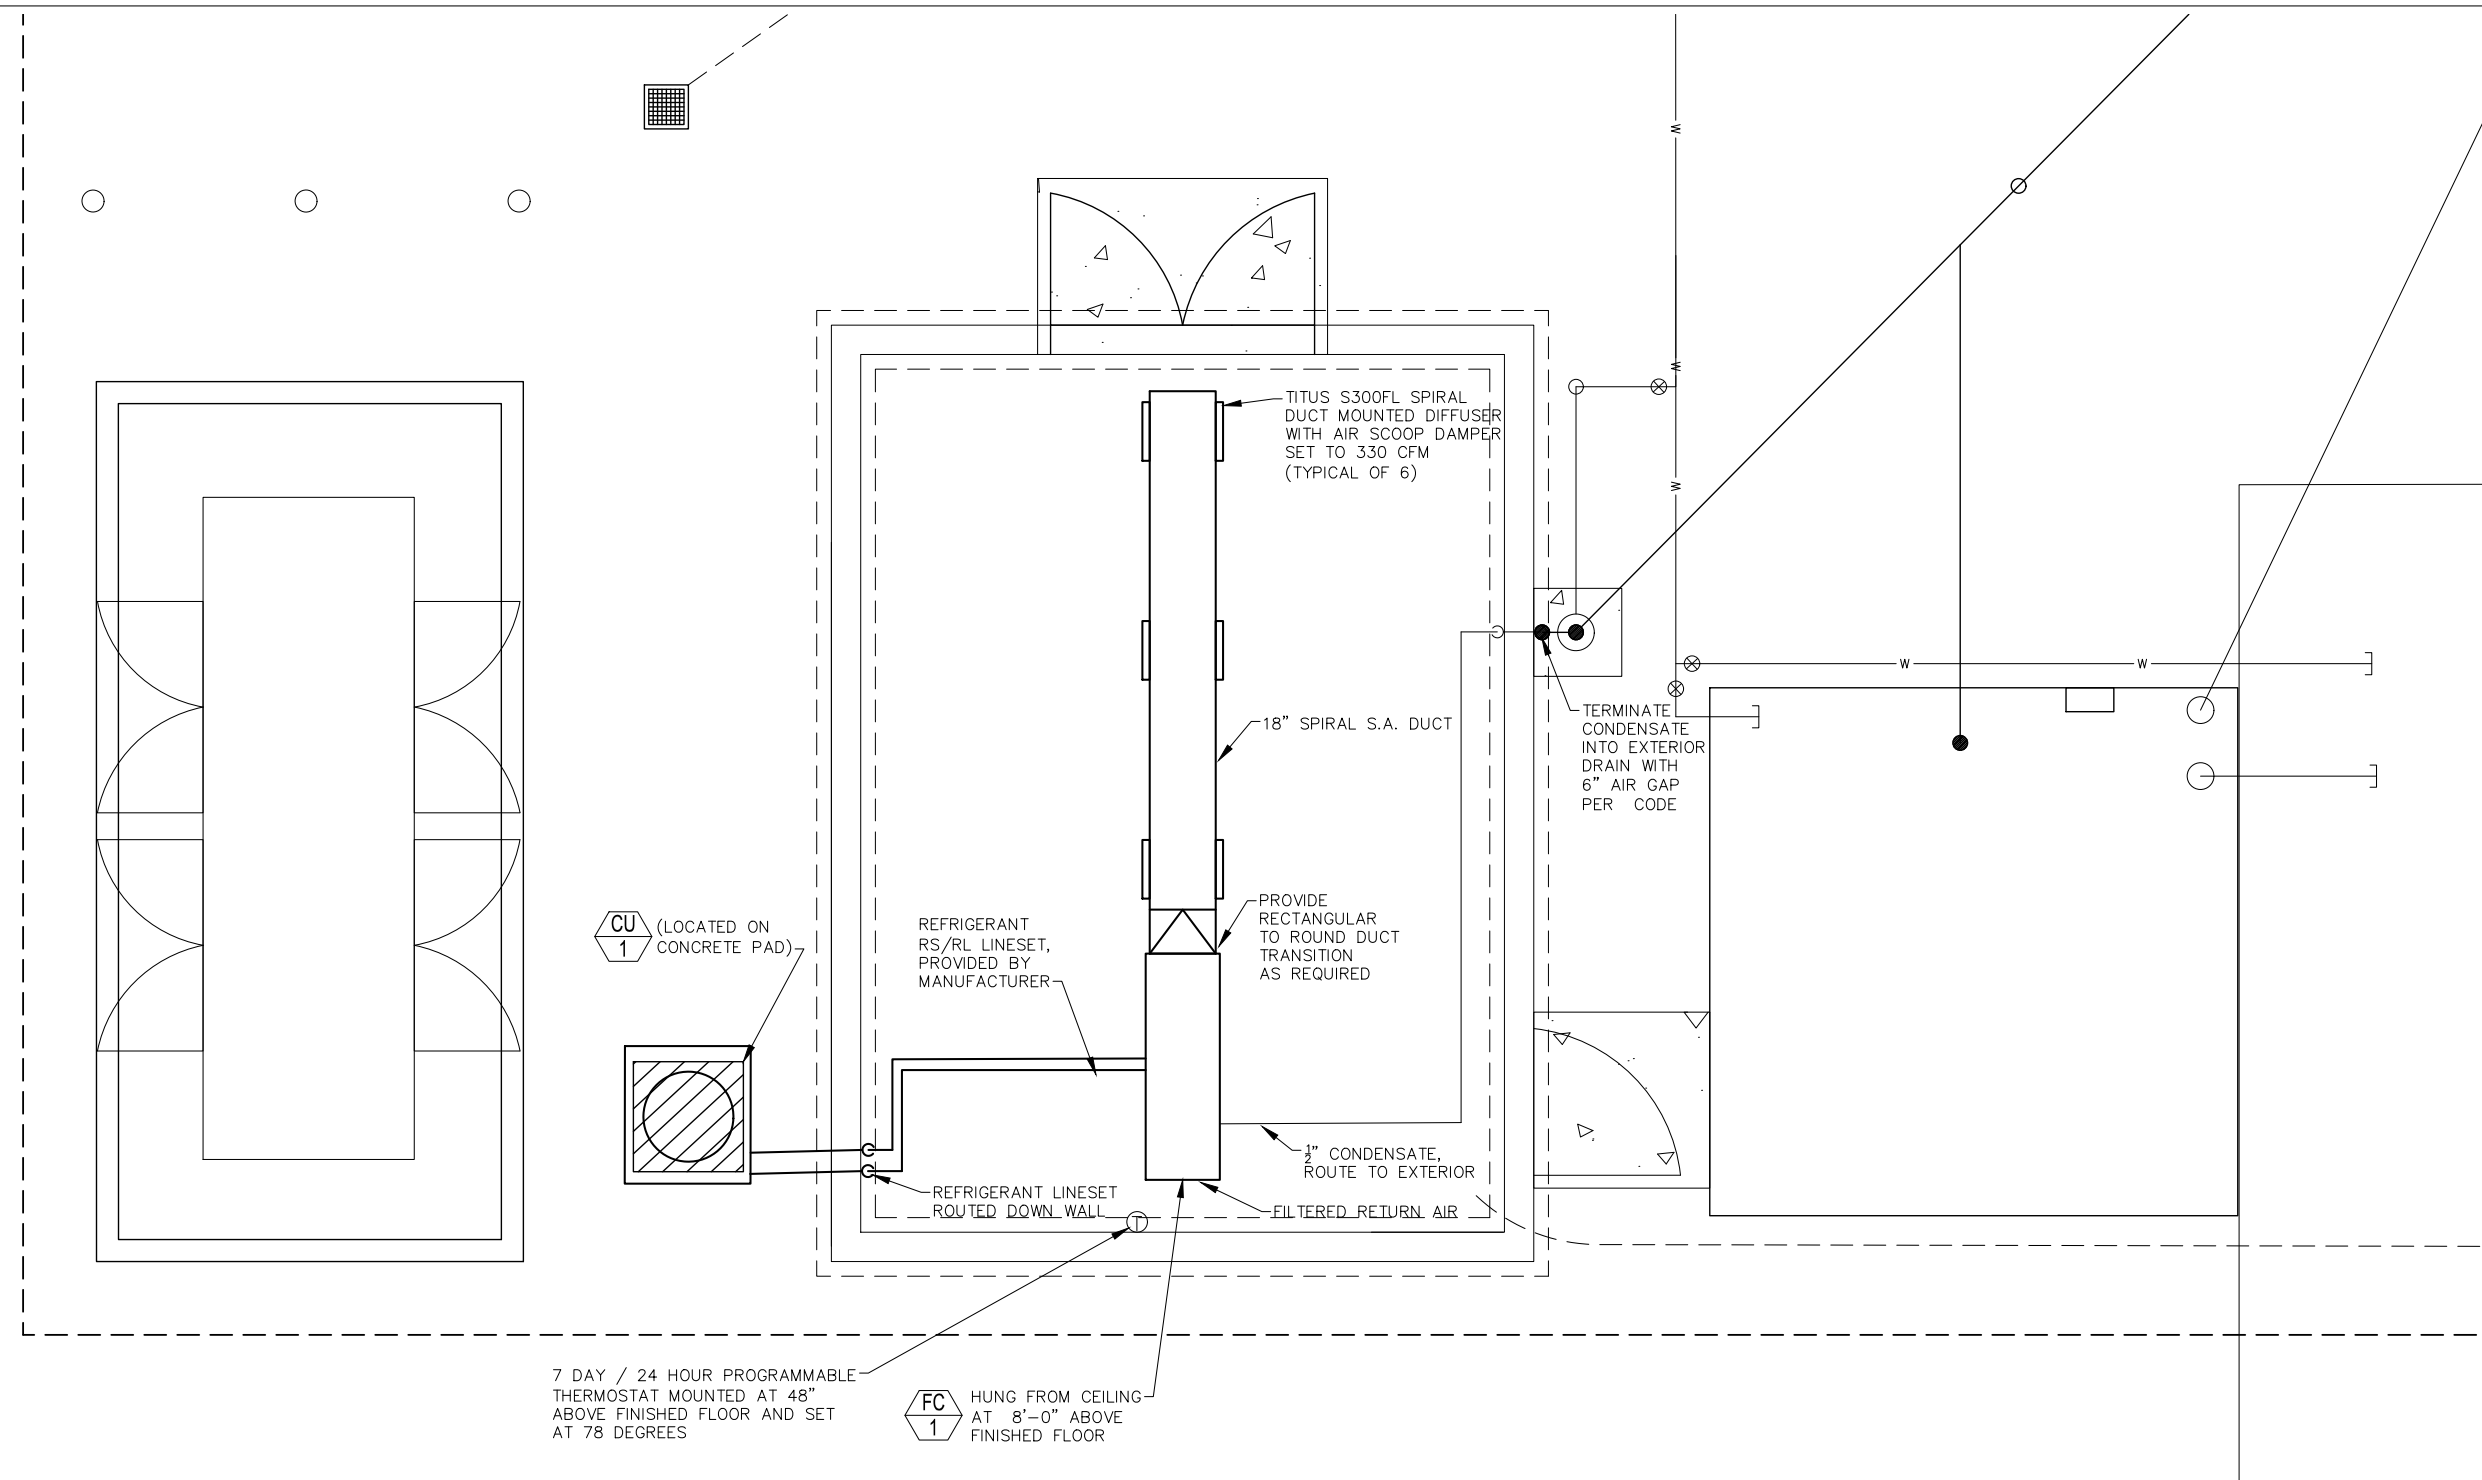 W
W
W
TITUS S300FL SPIRAL
DUCT MOUNTED DIFFUSER
WITH AIR SCOOP DAMPER
SET TO 330 CFM
(TYPICAL OF 6)
18" SPIRAL S.A. DUCT
W
W
TERMINATE
CONDENSATE
INTO EXTERIOR
DRAIN WITH
6" AIR GAP
PER CODE
CU
1
(LOCATED ON
CONCRETE PAD)
REFRIGERANT
RS/RL LINESET,
PROVIDED BY
MANUFACTURER
PROVIDE
RECTANGULAR
TO ROUND DUCT
TRANSITION
AS REQUIRED
½" CONDENSATE,
ROUTE TO EXTERIOR
REFRIGERANT LINESET
ROUTED DOWN WALL
FILTERED RETURN AIR
T
7 DAY / 24 HOUR PROGRAMMABLE
THERMOSTAT MOUNTED AT 48"
ABOVE FINISHED FLOOR AND SET
AT 78 DEGREES
FC
1
HUNG FROM CEILING
AT 8'-0" ABOVE
FINISHED FLOOR